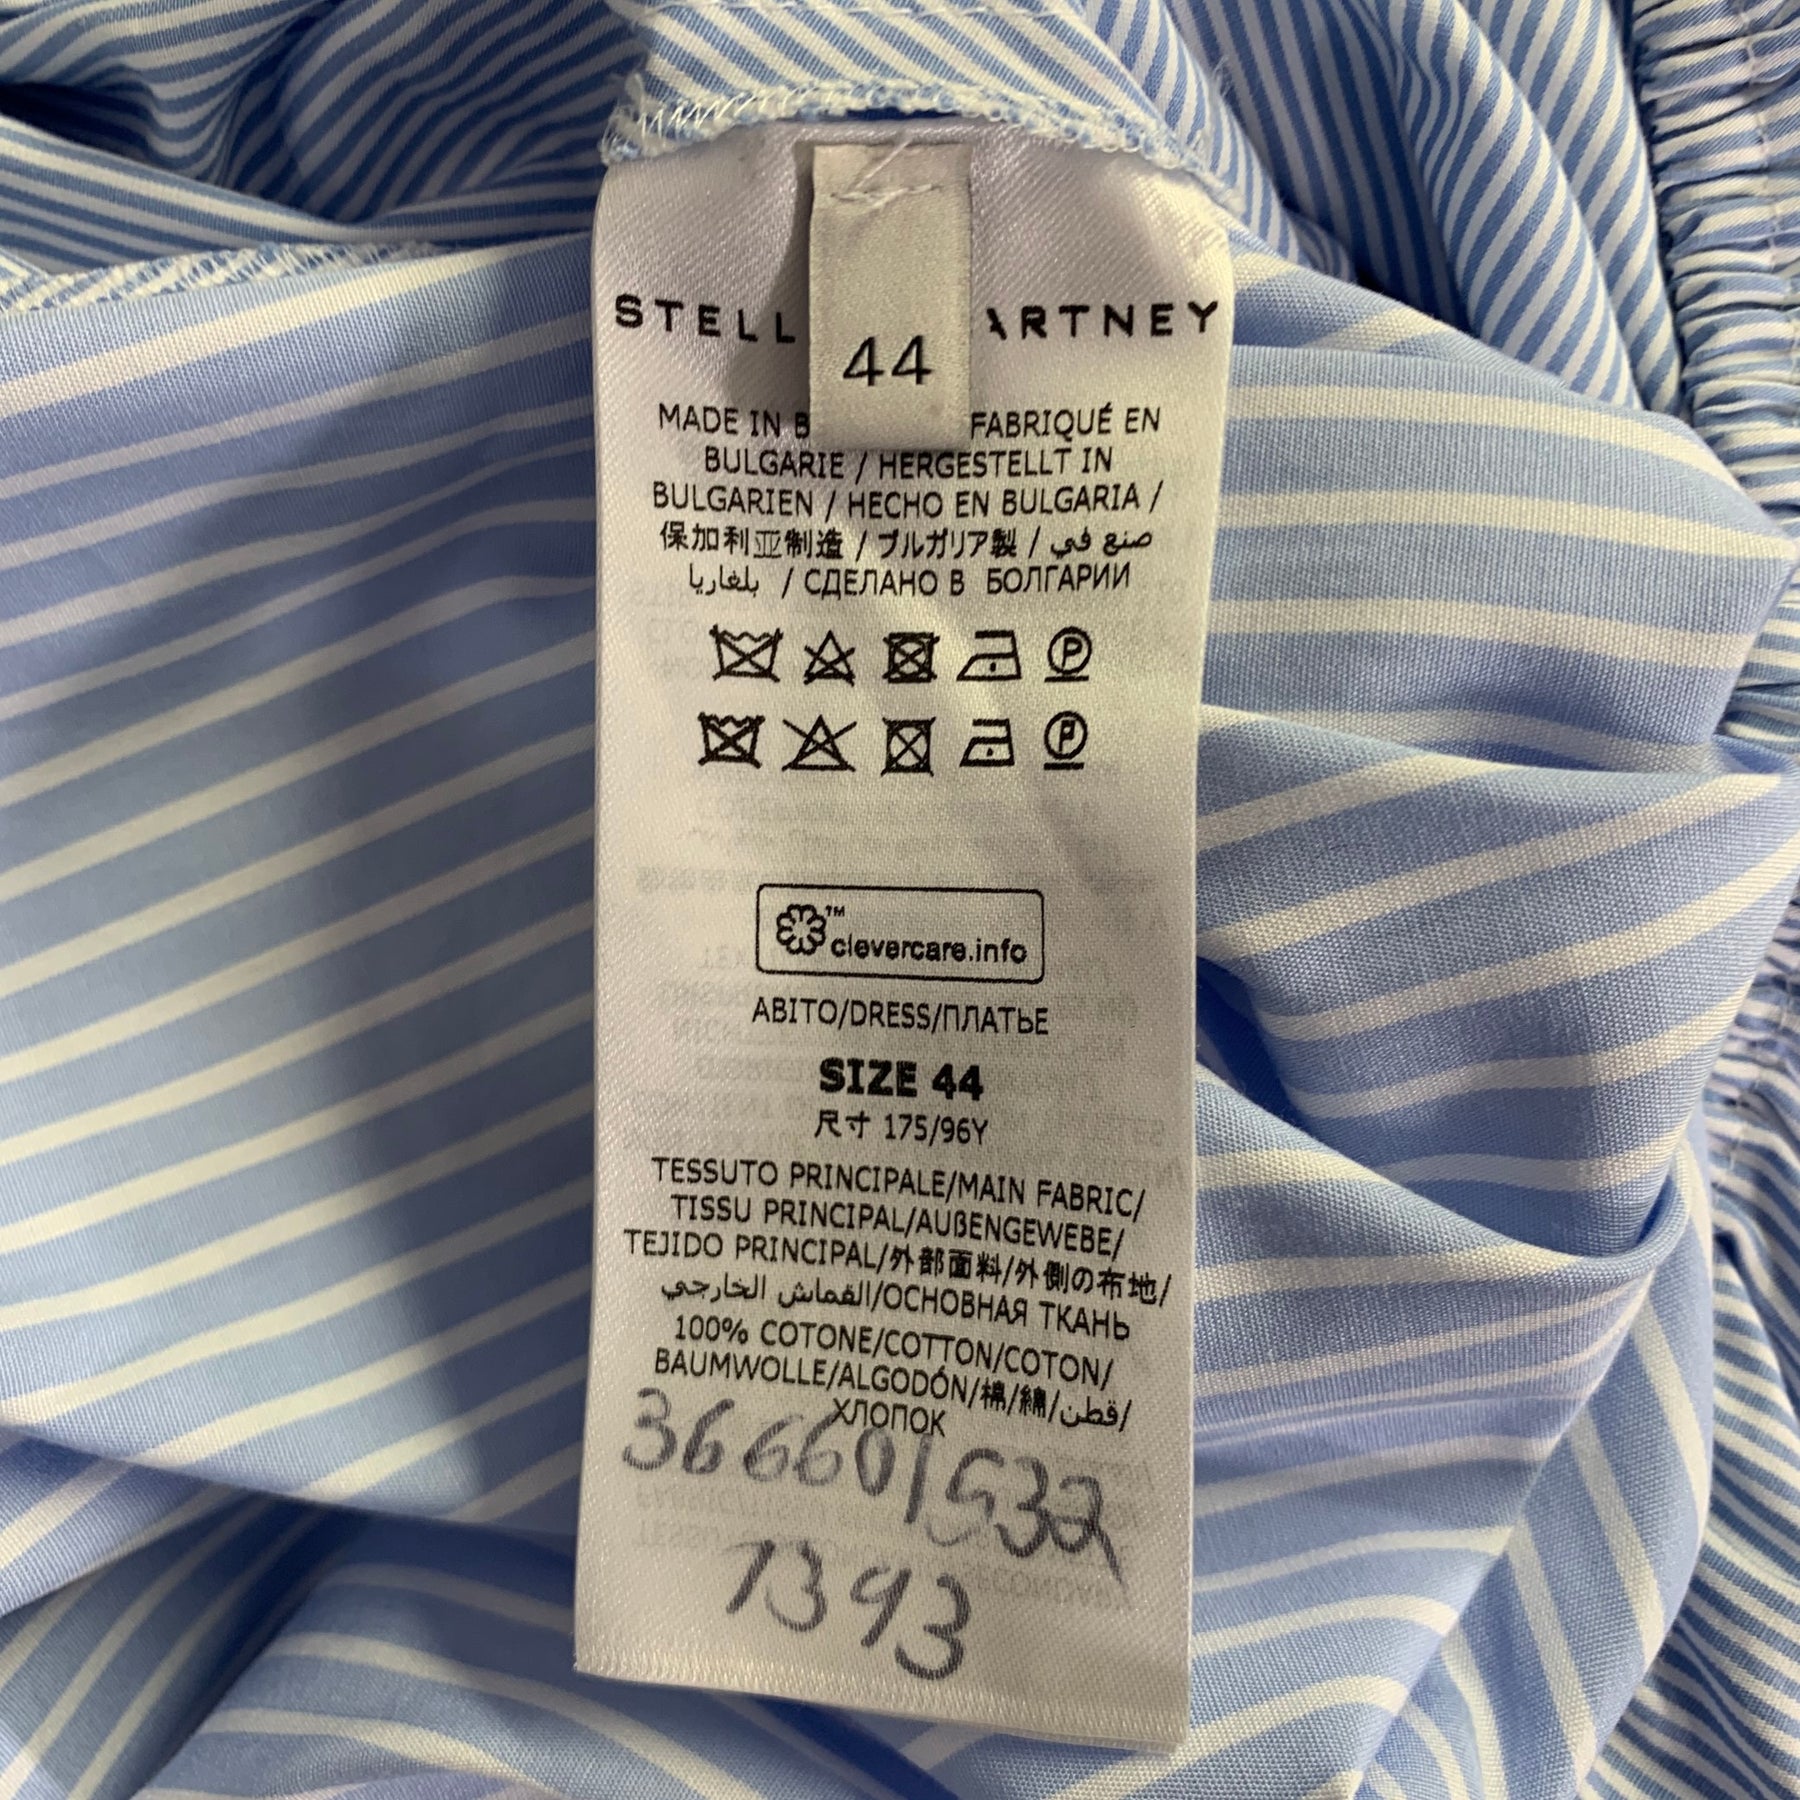 44
MADE IN FABRIQUÉ EN
BULGARIE / HERGESTELLT IN
BULGARIEN / HECHO EN BULGARIA /
保加利亚制造 / ブルガリア製 / صنع في
بلغاريا / СДЕЛАНО В БОЛГАРИИ
P
P
™
clevercare.info
ABITO/DRESS/ПЛАТЬЕ
SIZE 44
尺寸 175/96Y
TESSUTO PRINCIPALE/MAIN FABRIC/
TISSU PRINCIPAL/AUßENGEWEBE/
TEJIDO PRINCIPAL/外部面料/外側の布地/
القماش الخارجي/ОСНОВНАЯ ТКАНЬ
100% COTONE/COTTON/COTON/
BAUMWOLLE/ALGODÓN/棉/綿/قطن/
ХЛОПОК
1393